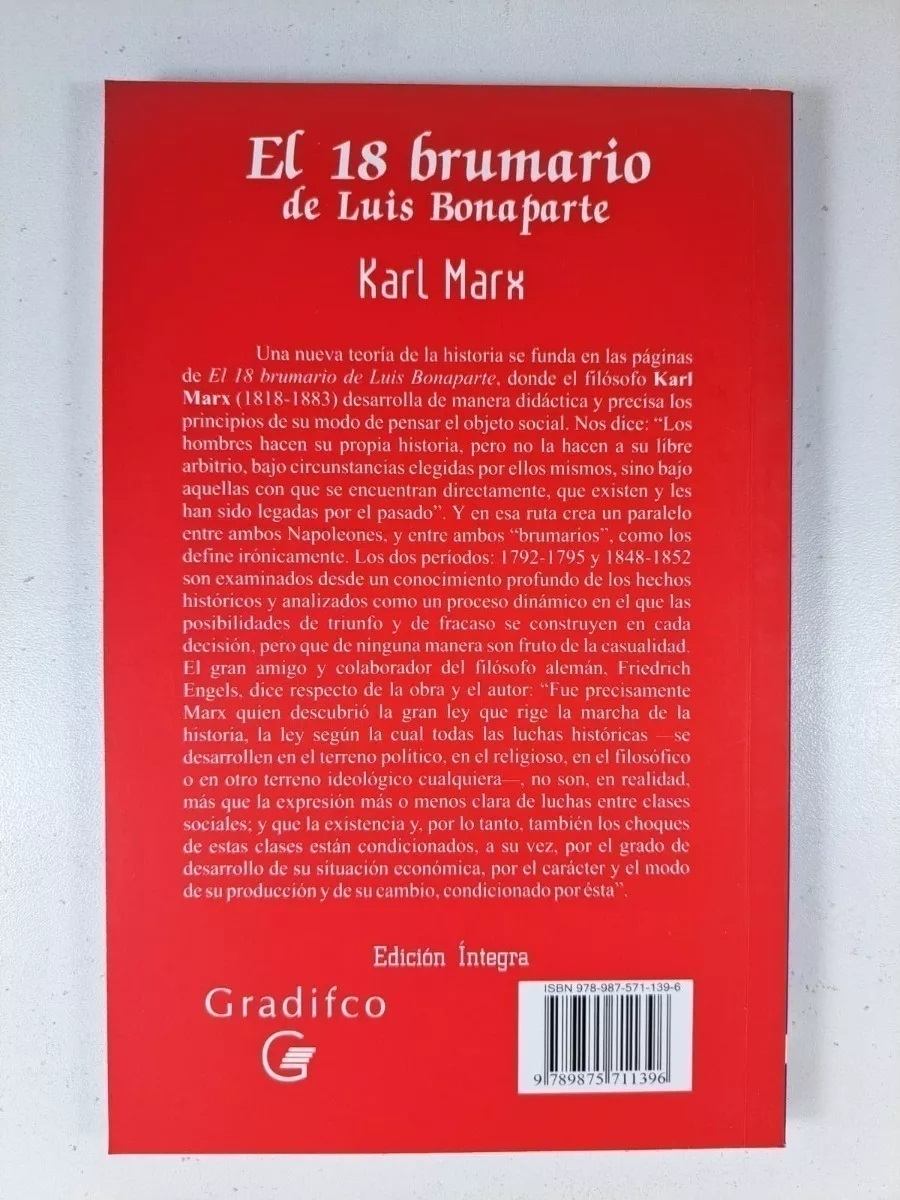 El 18 brumario
de Luis Bonaparte
Karl Marx
Una nueva teoría de la historia se funda en las páginas
de El 18 brumario de Luis Bonaparte, donde el filósofo Karl
Marx (1818-1883) desarrolla de manera didáctica y precisa los
principios de su modo de pensar el objeto social. Nos dice: “Los
hombres hacen su propia historia, pero no la hacen a su libre
arbitrio, bajo circunstancias elegidas por ellos mismos, sino bajo
aquellas con que se encuentran directamente, que existen y les
han sido legadas por el pasado”. Y en esa ruta crea un paralelo
entre ambos Napoleones, y entre ambos “brumarios”, como los
define irónicamente. Los dos períodos: 1792-1795 y 1848-1852
son examinados desde un conocimiento profundo de los hechos
históricos y analizados como un proceso dinámico en el que las
posibilidades de triunfo y de fracaso se construyen en cada
decisión, pero que de ninguna manera son fruto de la casualidad.
El gran amigo y colaborador del filósofo alemán, Friedrich
Engels, dice respecto de la obra y el autor: “Fue precisamente
Marx quien descubrió la gran ley que rige la marcha de la
historia, la ley según la cual todas las luchas históricas —se
desarrollen en el terreno político, en el religioso, en el filosófico
o en otro terreno ideológico cualquiera—, no son, en realidad,
más que la expresión más o menos clara de luchas entre clases
sociales; y que la existencia y, por lo tanto, también los choques
de estas clases están condicionados, a su vez, por el grado de
desarrollo de su situación económica, por el carácter y el modo
de su producción y de su cambio, condicionado por ésta”.
Edición Íntegra
Gradifco
G
ISBN 978-987-571-139-6
9 789875 711396